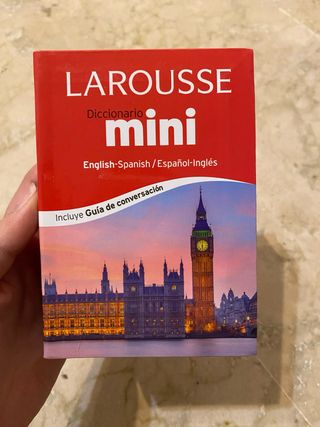 LAROUSSE
Diccionario
mini
English-Spanish / Español-Inglés
Incluye Guía de conversación